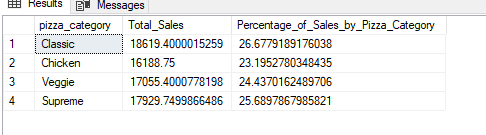 Results Messages
pizza_category Total_Sales Percentage_of_Sales_by_Pizza_Category
1 Classic 18619.4000015259 26.6779189176038
2 Chicken 16188.75 23.1952780348435
3 Veggie 17055.4000778198 24.4370162489706
4 Supreme 17929.7499866486 25.6897867985821